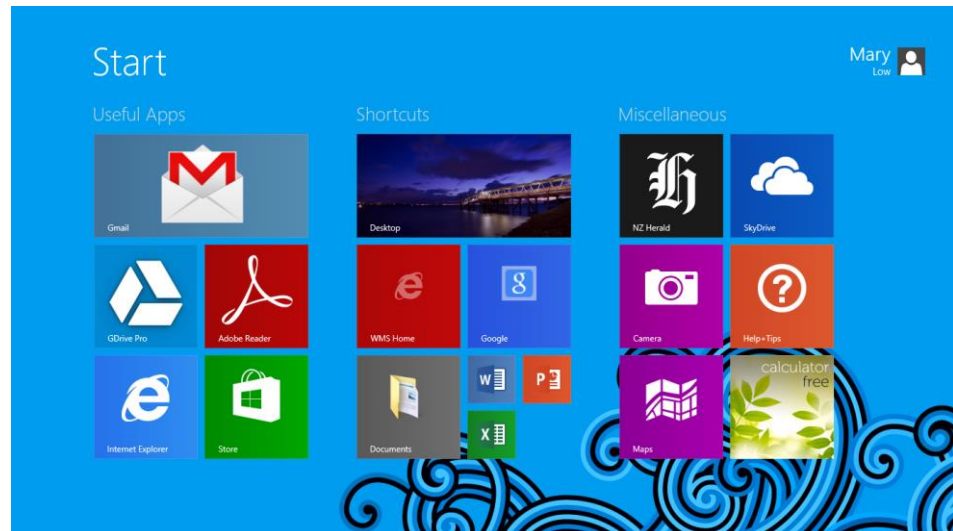 Start
Mary
Low
Useful Apps
Shortcuts
Miscellaneous
Gmail
Desktop
NZ Herald
SkyDrive
GDrive Pro
Adobe Reader
WMS Home
8
Google
Camera
Help+Tips
Internet Explorer
Store
Documents
W
P
X
Maps
calculator
free